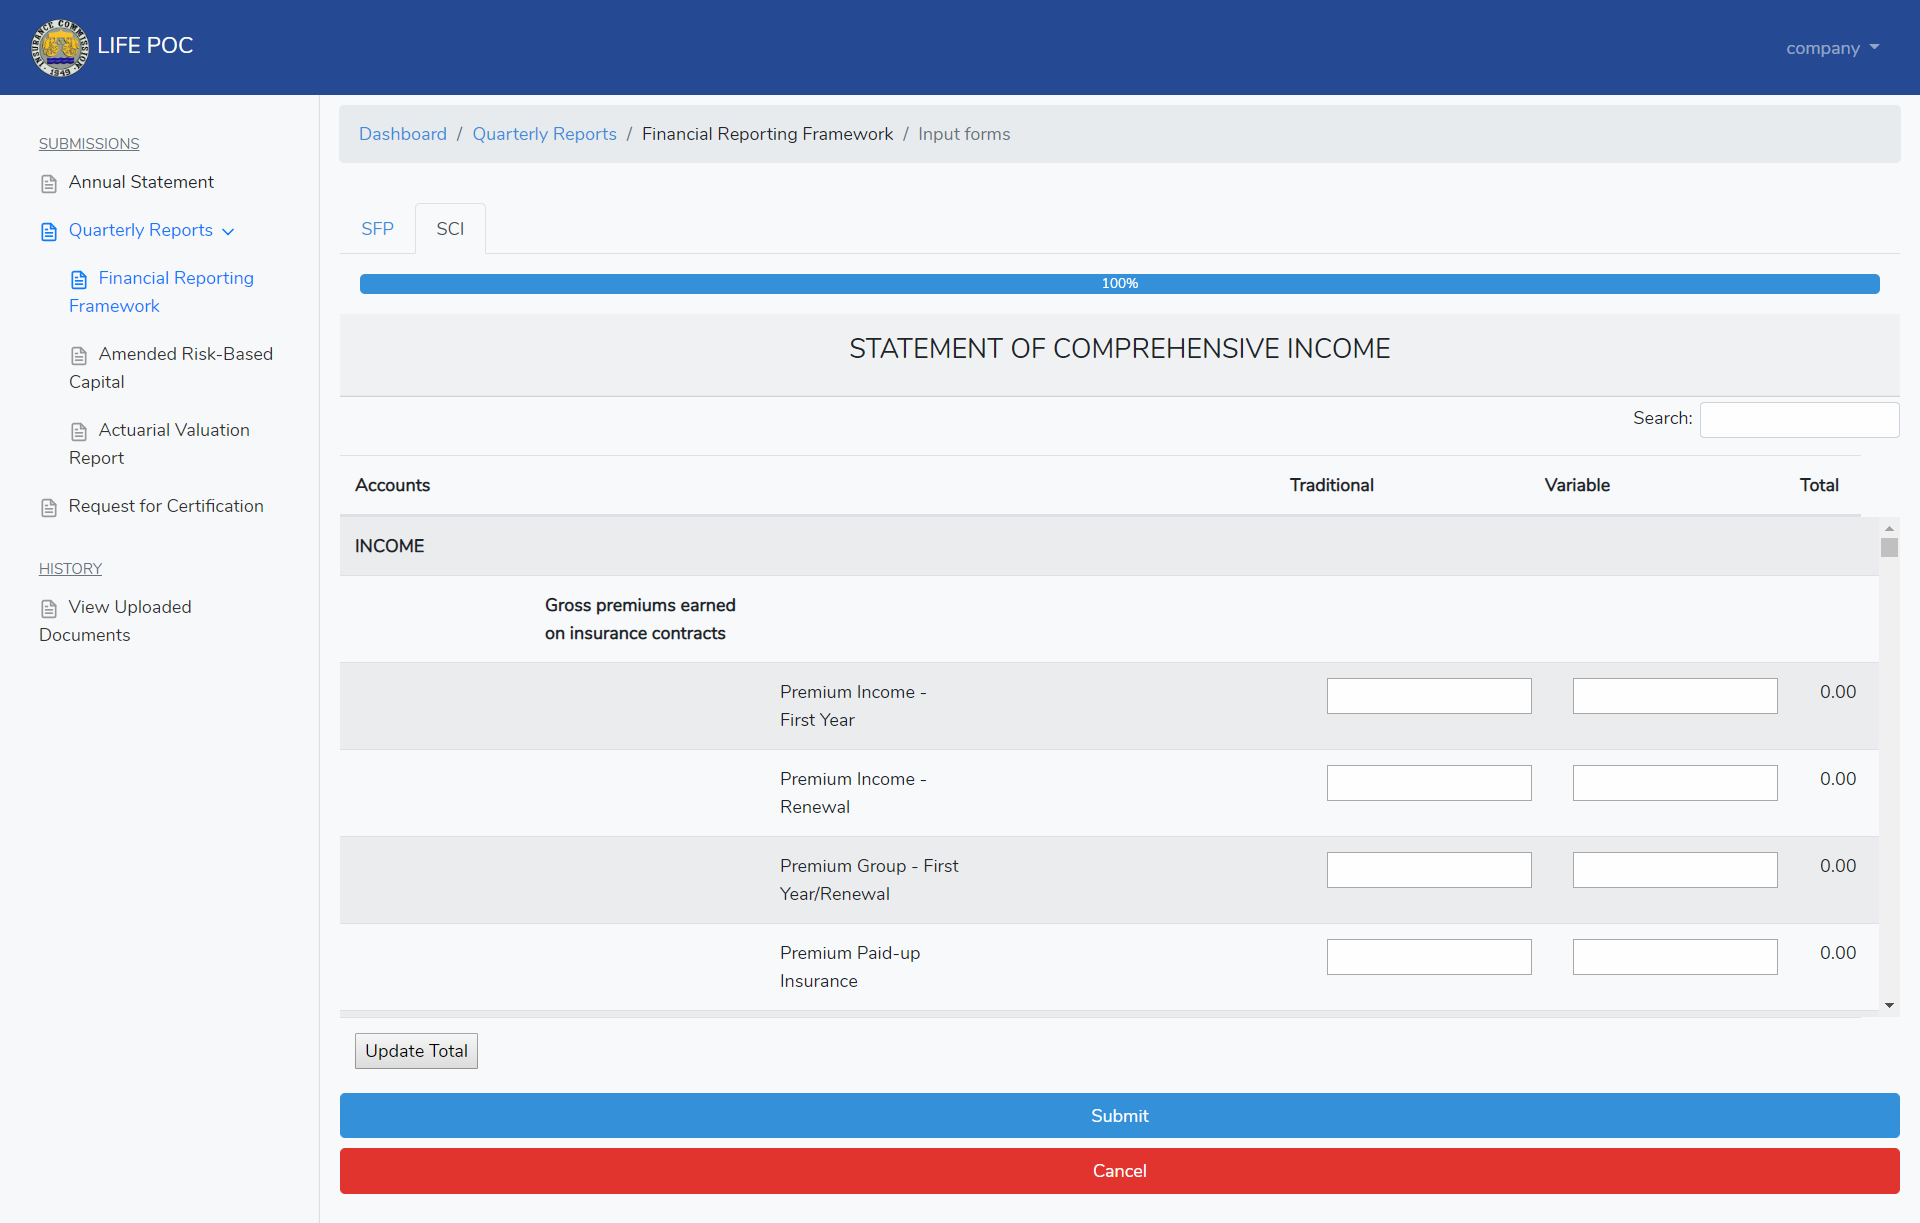 INSURANCE COMMISSION
1949
LIFE POC
company
SUBMISSIONS
Annual Statement
Quarterly Reports
Financial Reporting
Framework
Amended Risk-Based
Capital
Actuarial Valuation
Report
Request for Certification
HISTORY
View Uploaded
Documents
Dashboard / Quarterly Reports / Financial Reporting Framework / Input forms
SFP SCI
100%
STATEMENT OF COMPREHENSIVE INCOME
Search:
Accounts Traditional Variable Total
INCOME
Gross premiums earned
on insurance contracts
Premium Income -
First Year
0.00
Premium Income -
Renewal
0.00
Premium Group - First
Year/Renewal
0.00
Premium Paid-up
Insurance
0.00
Update Total
Submit
Cancel